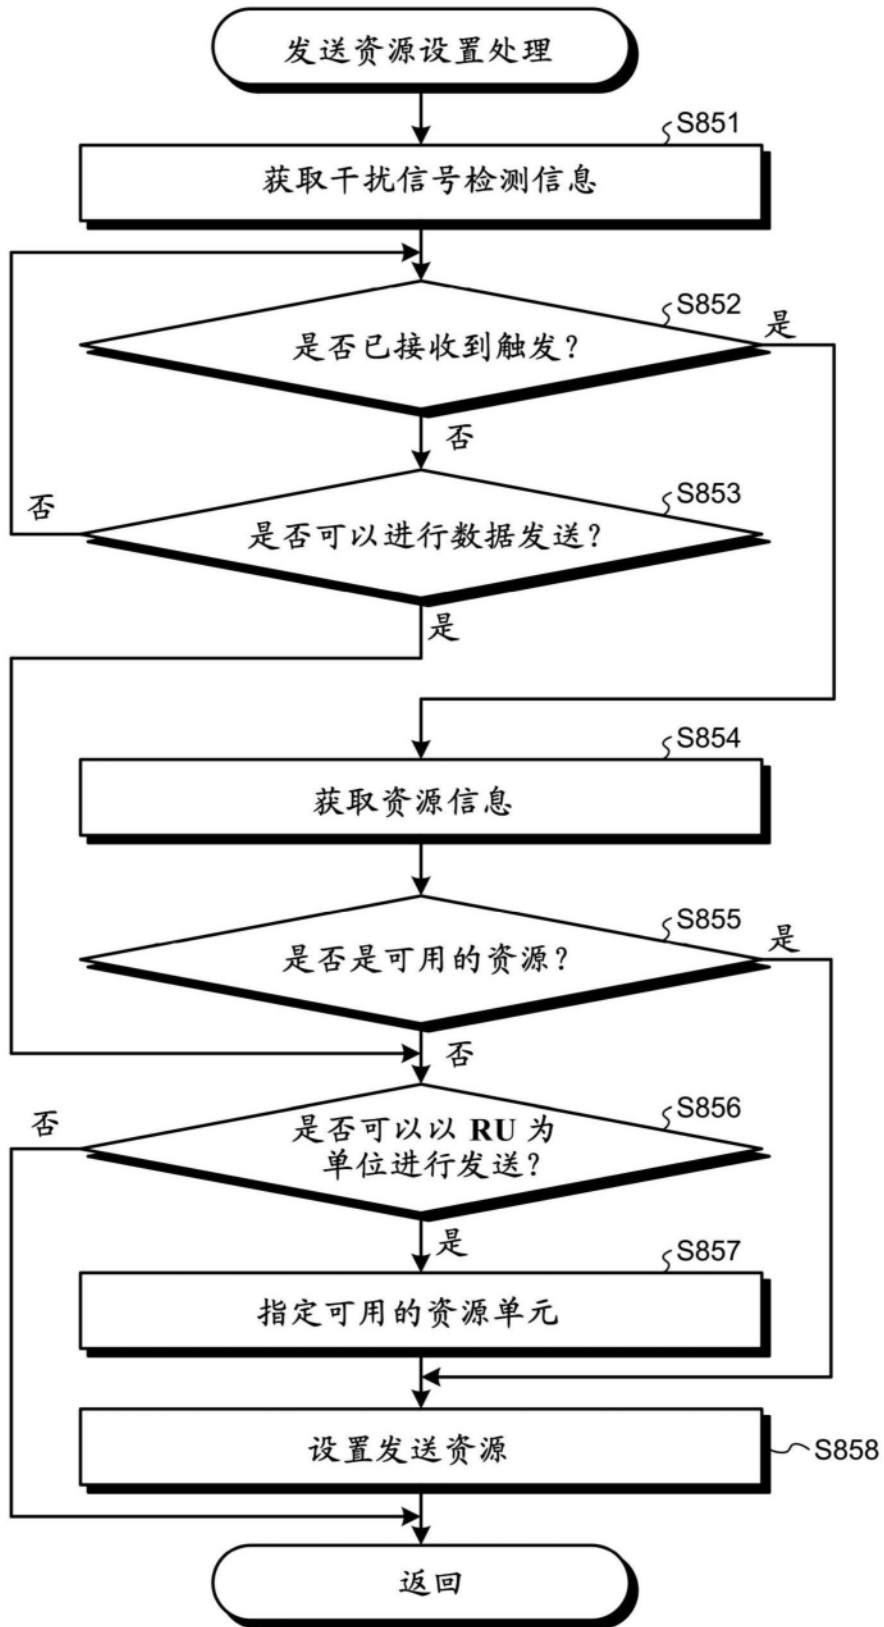 发送资源设置处理
S851
获取干扰信号检测信息
S852
是否已接收到触发?
是
否
S853
是否可以进行数据发送?
否
是
S854
获取资源信息
S855
是否是可用的资源?
是
否
S856
是否可以以 RU 为
单位进行发送?
否
是
S857
指定可用的资源单元
设置发送资源
S858
返回